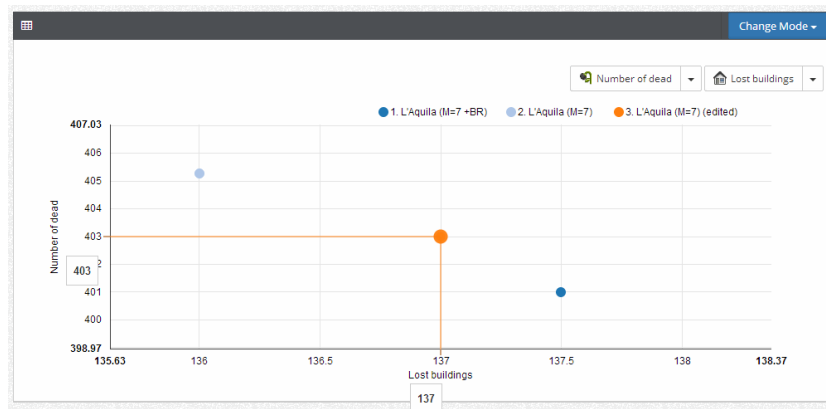 Change Mode
Number of dead
Lost buildings
1. L'Aquila (M=7 +BR) 2. L'Aquila (M=7) 3. L'Aquila (M=7) (edited)
407.03
406
405
404
403
401
400
398.97
Number of dead
403
135.63 136 136.5 137 137.5 138 138.37
Lost buildings
137